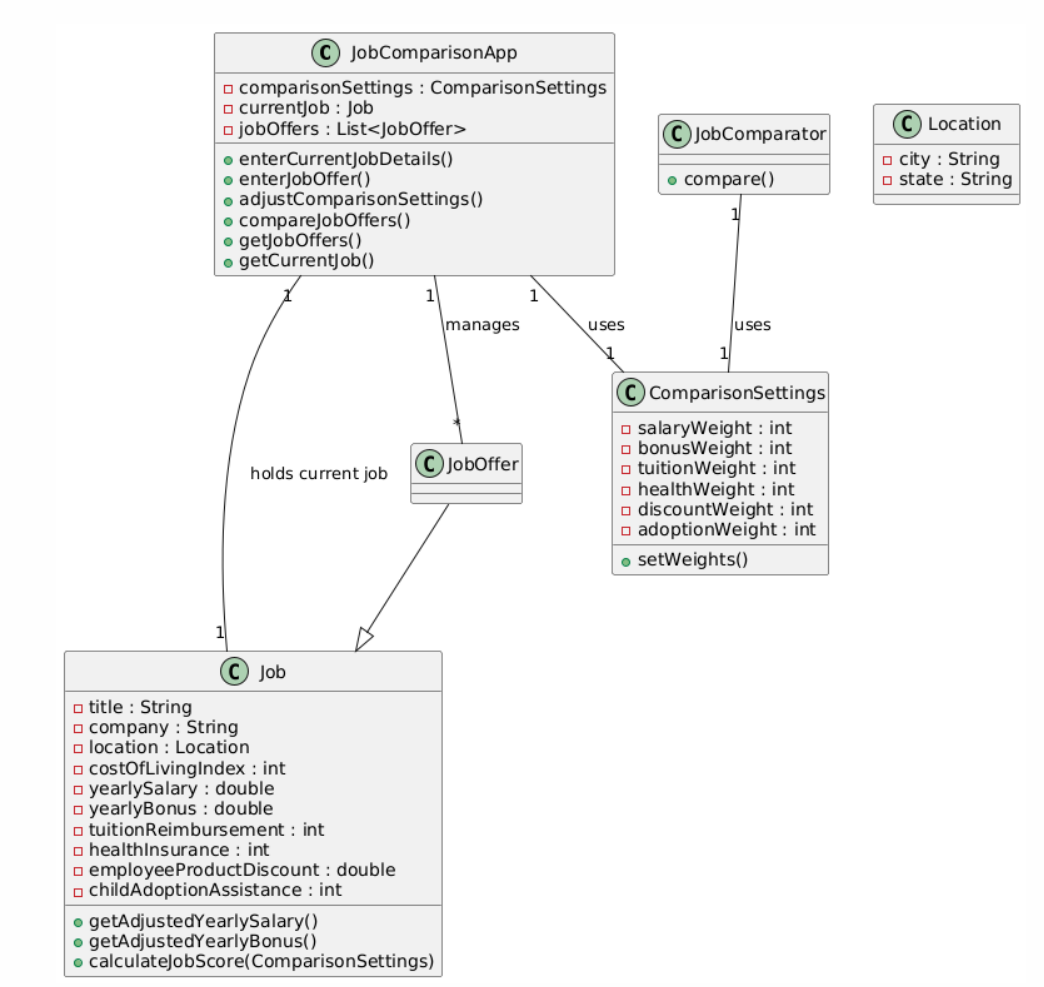 C JobComparisonApp
comparisonSettings : ComparisonSettings
currentJob : Job
jobOffers : List<JobOffer>
enterCurrentJobDetails()
enterJobOffer()
adjustComparisonSettings()
compareJobOffers()
getJobOffers()
getCurrentJob()
C JobComparator
compare()
C Location
city : String
state : String
1
1
1
1
manages
uses
uses
1
1
*
holds current job
C JobOffer
C ComparisonSettings
salaryWeight : int
bonusWeight : int
tuitionWeight : int
healthWeight : int
discountWeight : int
adoptionWeight : int
setWeights()
1
C Job
title : String
company : String
location : Location
costOfLivingIndex : int
yearlySalary : double
yearlyBonus : double
tuitionReimbursement : int
healthInsurance : int
employeeProductDiscount : double
childAdoptionAssistance : int
getAdjustedYearlySalary()
getAdjustedYearlyBonus()
calculateJobScore(ComparisonSettings)